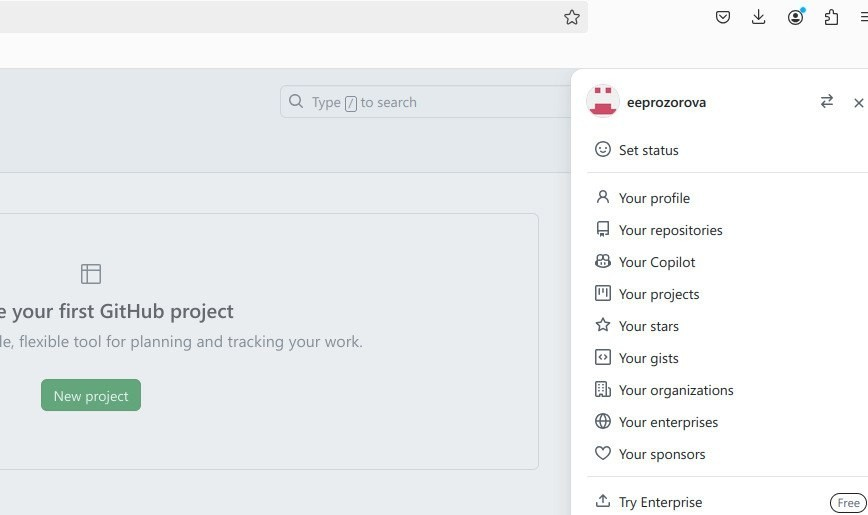 Type / to search
eeprozorova
Set status
Your profile
Your repositories
Your Copilot
Your projects
Your stars
Your gists
Your organizations
Your enterprises
Your sponsors
Try Enterprise Free
e your first GitHub project
le, flexible tool for planning and tracking your work.
New project